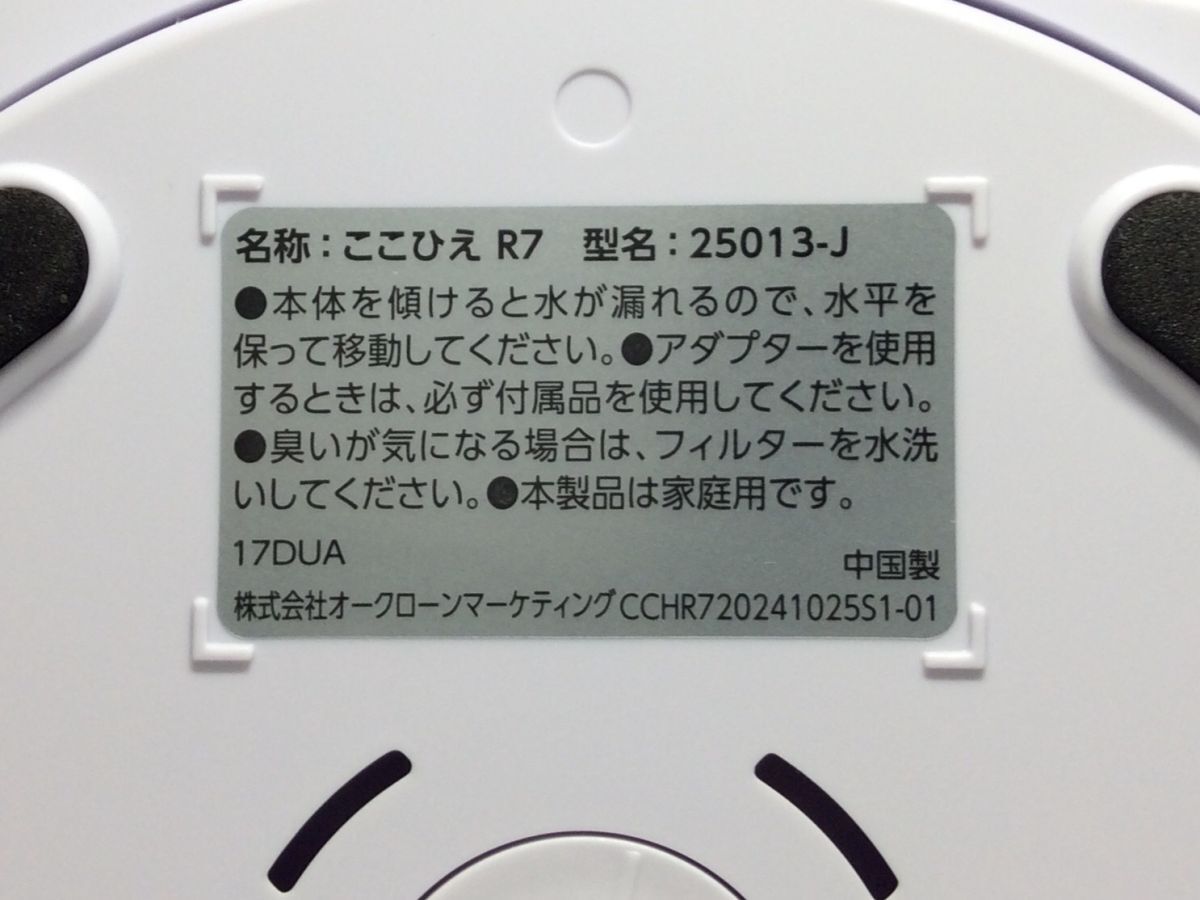 名称：ここひえ R7　型名：25013-J
●本体を傾けると水が漏れるので、水平を
保って移動してください。●アダプターを使用
するときは、必ず付属品を使用してください。
●臭いが気になる場合は、フィルターを水洗
いしてください。●本製品は家庭用です。
17DUA
中国製
株式会社オークローンマーケティング CCHR720241025S1-01